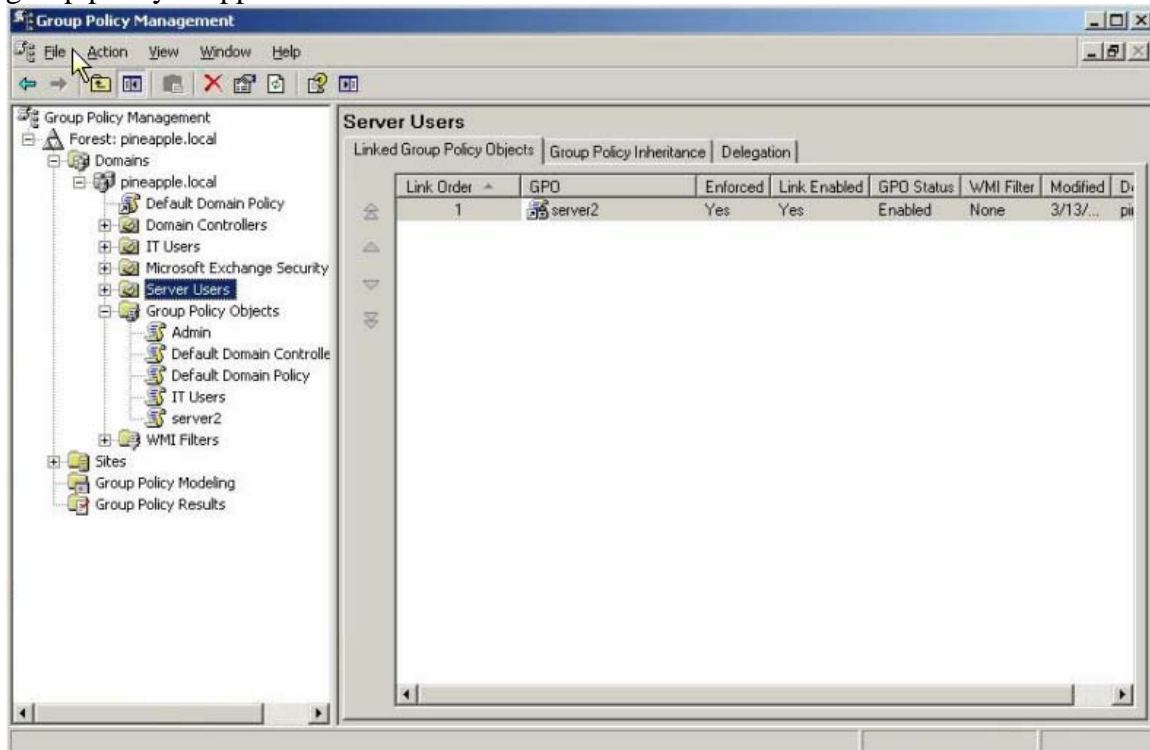 Group Policy Management
File Action View Window Help
Group Policy Management
Forest: pineapple.local
Domains
pineapple.local
Default Domain Policy
Domain Controllers
IT Users
Microsoft Exchange Security
Server Users
Group Policy Objects
Admin
Default Domain Controlle
Default Domain Policy
IT Users
server2
WMI Filters
Sites
Group Policy Modeling
Group Policy Results
Server Users
Linked Group Policy Objects Group Policy Inheritance Delegation
Link Order GPO Enforced Link Enabled GPO Status WMI Filter Modified
1 server2 Yes Yes Enabled None 3/13/...